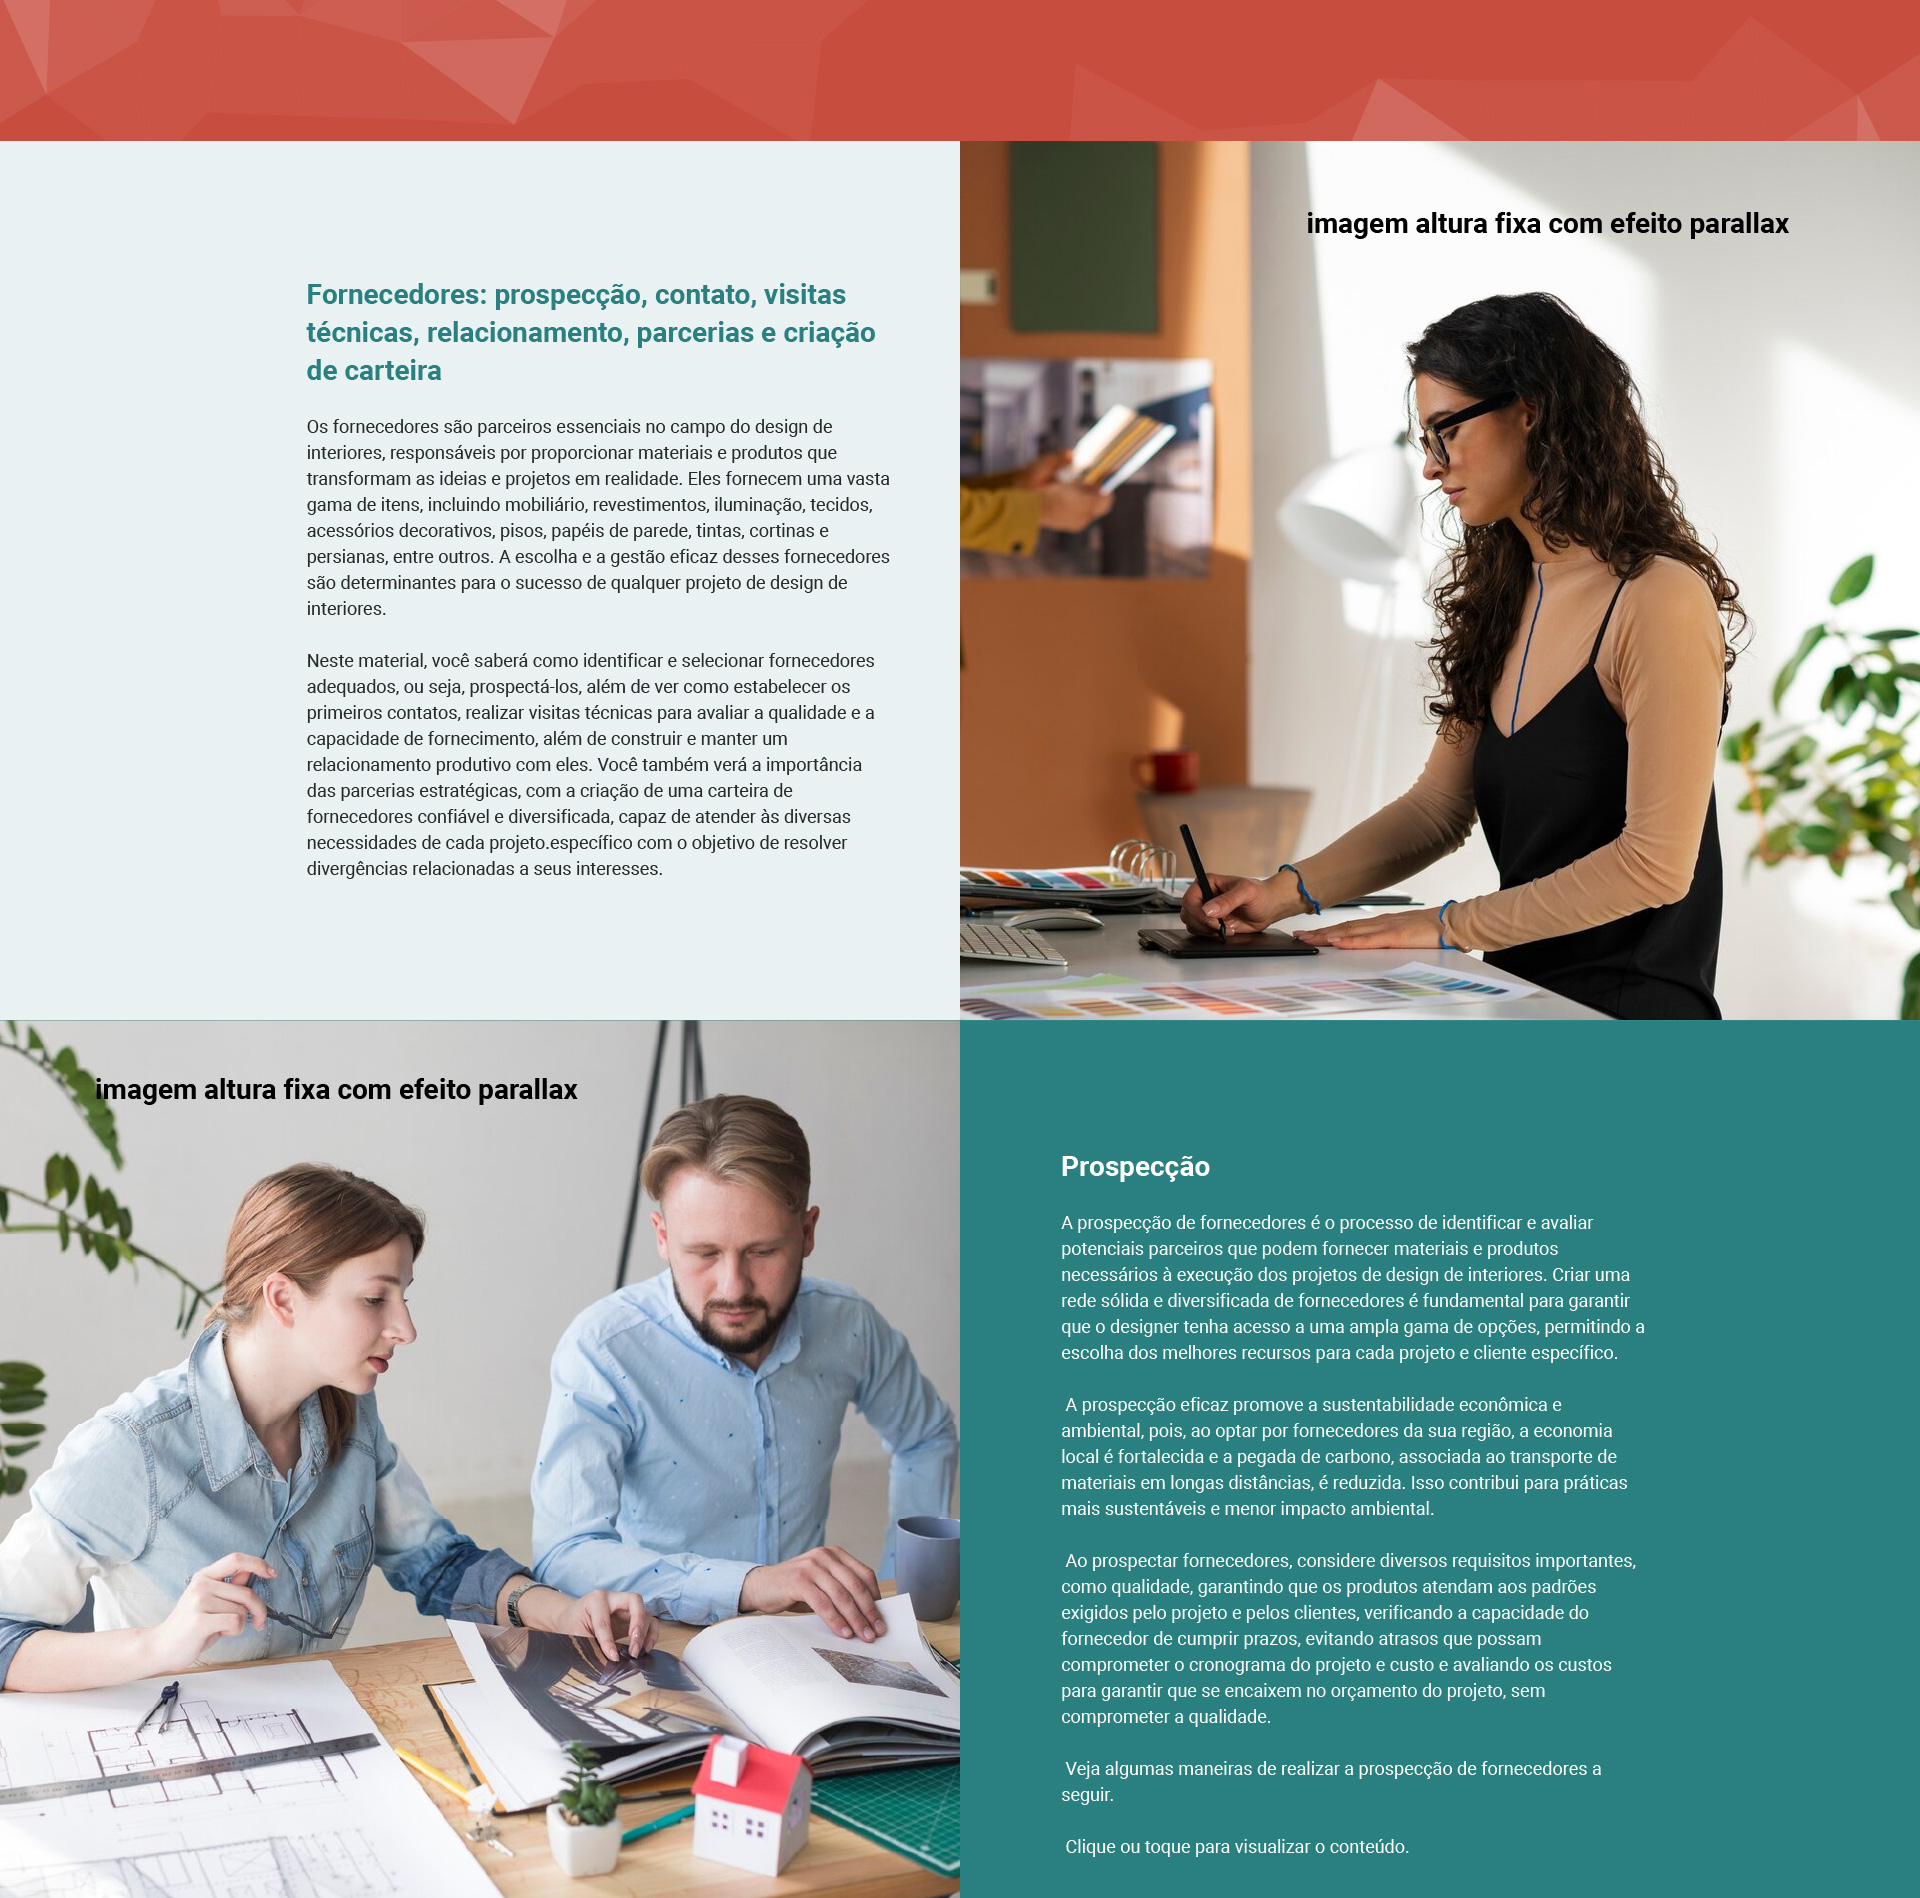 imagem altura fixa com efeito parallax
Fornecedores: prospecção, contato, visitas
técnicas, relacionamento, parcerias e criação
de carteira
Os fornecedores são parceiros essenciais no campo do design de
interiores, responsáveis por proporcionar materiais e produtos que
transformam as ideias e projetos em realidade. Eles fornecem uma vasta
gama de itens, incluindo mobiliário, revestimentos, iluminação, tecidos,
acessórios decorativos, pisos, papéis de parede, tintas, cortinas e
persianas, entre outros. A escolha e a gestão eficaz desses fornecedores
são determinantes para o sucesso de qualquer projeto de design de
interiores.
Neste material, você saberá como identificar e selecionar fornecedores
adequados, ou seja, prospectá-los, além de ver como estabelecer os
primeiros contatos, realizar visitas técnicas para avaliar a qualidade e a
capacidade de fornecimento, além de construir e manter um
relacionamento produtivo com eles. Você também verá a importância
das parcerias estratégicas, com a criação de uma carteira de
fornecedores confiável e diversificada, capaz de atender às diversas
necessidades de cada projeto.específico com o objetivo de resolver
divergências relacionadas a seus interesses.
imagem altura fixa com efeito parallax
Prospecção
A prospecção de fornecedores é o processo de identificar e avaliar
potenciais parceiros que podem fornecer materiais e produtos
necessários à execução dos projetos de design de interiores. Criar uma
rede sólida e diversificada de fornecedores é fundamental para garantir
que o designer tenha acesso a uma ampla gama de opções, permitindo a
escolha dos melhores recursos para cada projeto e cliente específico.
A prospecção eficaz promove a sustentabilidade econômica e
ambiental, pois, ao optar por fornecedores da sua região, a economia
local é fortalecida e a pegada de carbono, associada ao transporte de
materiais em longas distâncias, é reduzida. Isso contribui para práticas
mais sustentáveis e menor impacto ambiental.
Ao prospectar fornecedores, considere diversos requisitos importantes,
como qualidade, garantindo que os produtos atendam aos padrões
exigidos pelo projeto e pelos clientes, verificando a capacidade do
fornecedor de cumprir prazos, evitando atrasos que possam
comprometer o cronograma do projeto e custo e avaliando os custos
para garantir que se encaixem no orçamento do projeto, sem
comprometer a qualidade.
Veja algumas maneiras de realizar a prospecção de fornecedores a
seguir.
Clique ou toque para visualizar o conteúdo.